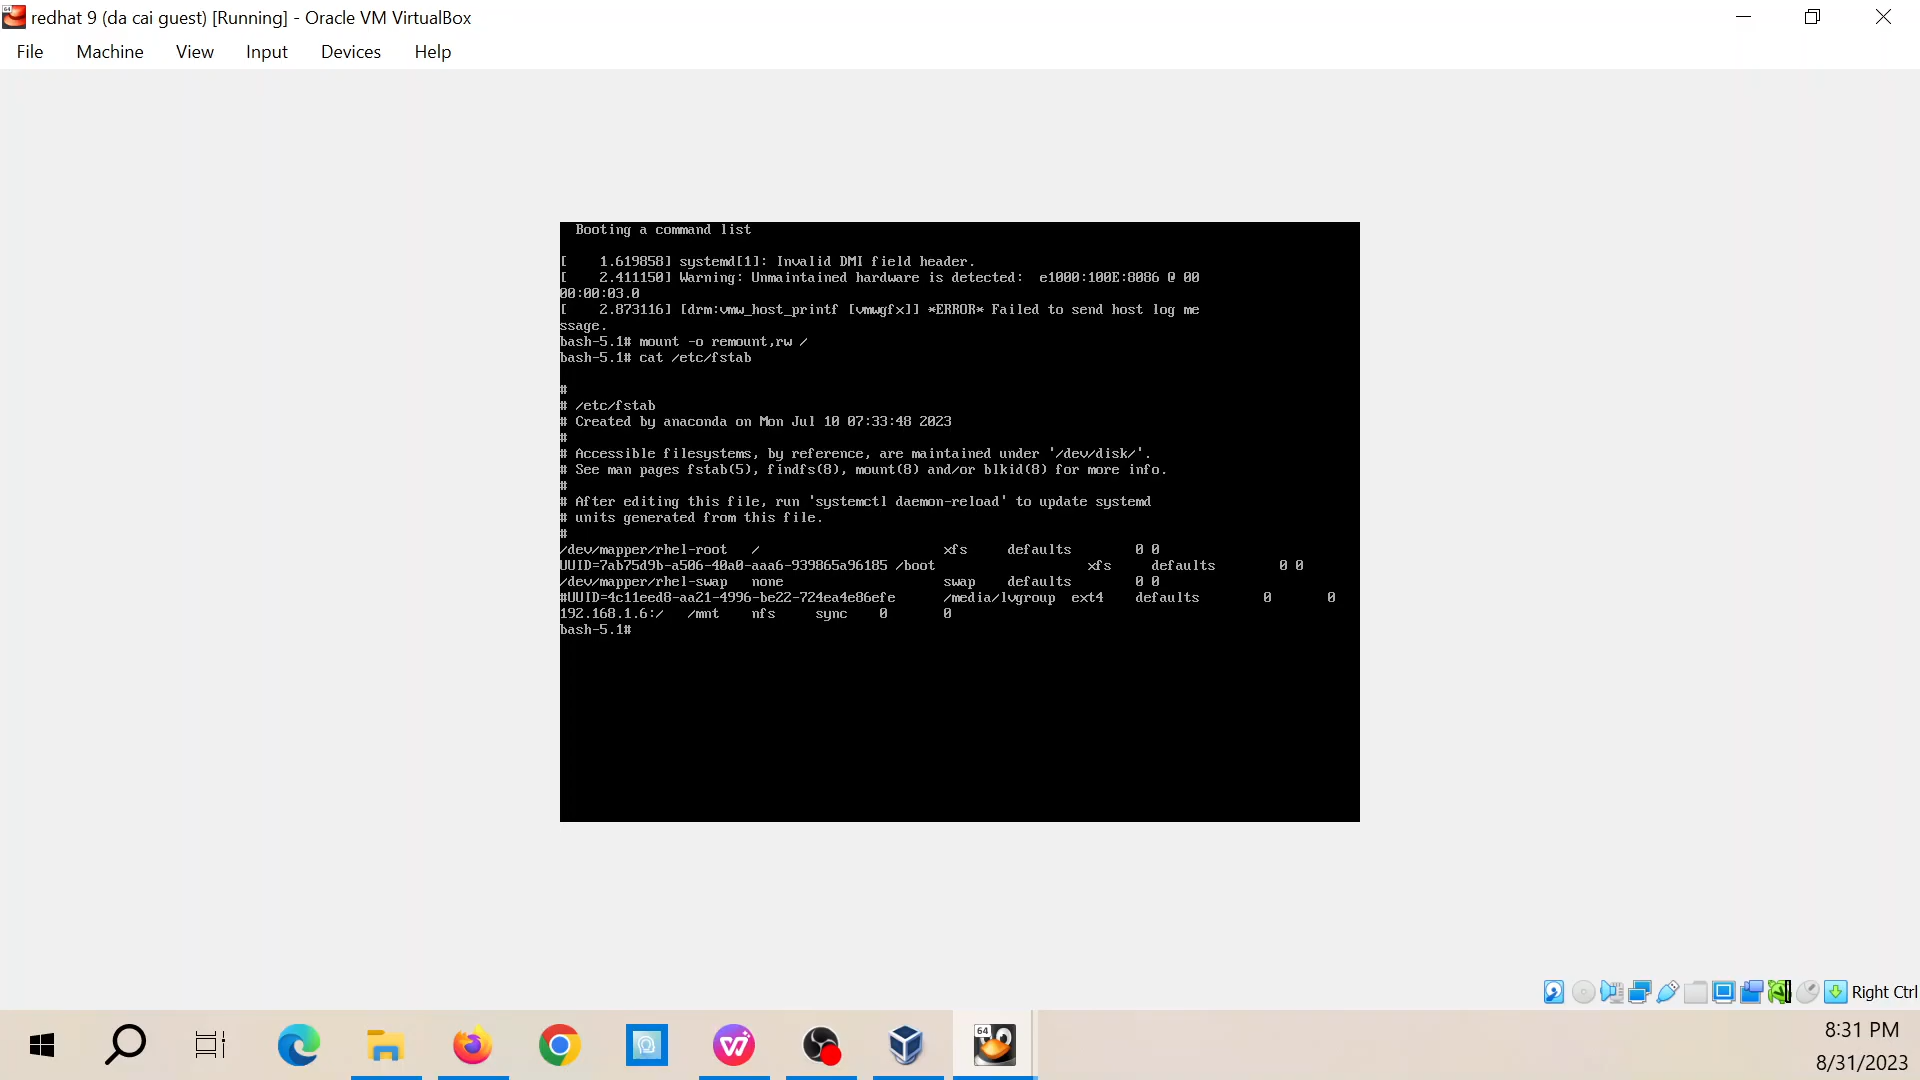 redhat 9 (da cai guest) [Running] - Oracle VM VirtualBox
File Machine View Input Devices Help
Booting a command list
[    1.619858] systemd[1]: Invalid DMI field header.
[    2.411150] Warning: Unmaintained hardware is detected:  e1000:100E:8086 @ 00
00:00:03.0
[    2.873116] [drm:vmw_host_printf [vmwgfx]] *ERROR* Failed to send host log me
ssage.
bash-5.1# mount -o remount,rw /
bash-5.1# cat /etc/fstab
#
# /etc/fstab
# Created by anaconda on Mon Jul 10 07:33:48 2023
#
# Accessible filesystems, by reference, are maintained under '/dev/disk/'.
# See man pages fstab(5), findfs(8), mount(8) and/or blkid(8) for more info.
#
# After editing this file, run 'systemctl daemon-reload' to update systemd
# units generated from this file.
#
/dev/mapper/rhel-root   /                       xfs     defaults        0 0
UUID=7ab75d9b-a506-40a0-aaa6-939865a96185 /boot                   xfs     defaults        0 0
/dev/mapper/rhel-swap   none                    swap    defaults        0 0
#UUID=4c11eed8-aa21-4996-be22-724ea4e86efe      /media/lvgroup  ext4    defaults        0       0
192.168.1.6:/   /mnt    nfs     sync    0       0
bash-5.1#
Right Ctrl
64
8:31 PM
8/31/2023